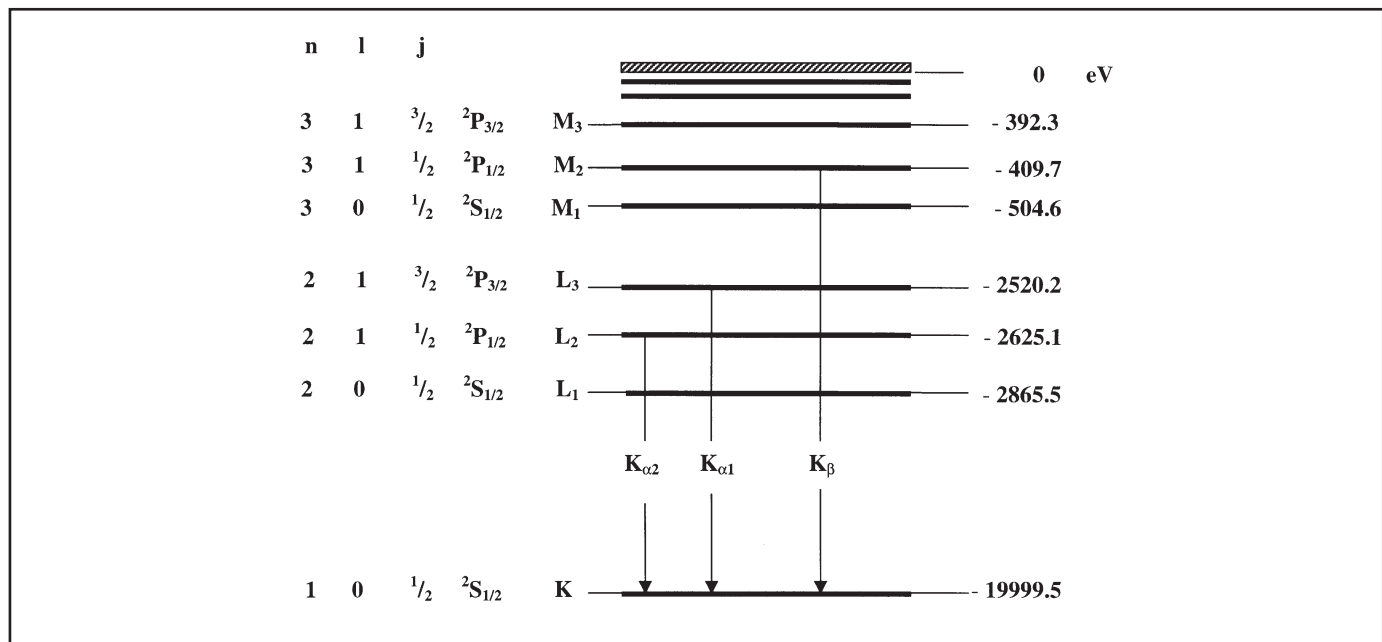 n l j
0 eV
3 1 ³/₂ ²P₃/₂ M₃ - 392.3
3 1 ¹/₂ ²P₁/₂ M₂ - 409.7
3 0 ¹/₂ ²S₁/₂ M₁ - 504.6
2 1 ³/₂ ²P₃/₂ L₃ - 2520.2
2 1 ¹/₂ ²P₁/₂ L₂ - 2625.1
2 0 ¹/₂ ²S₁/₂ L₁ - 2865.5
Kα2 Kα1 Kβ
1 0 ¹/₂ ²S₁/₂ K - 19999.5